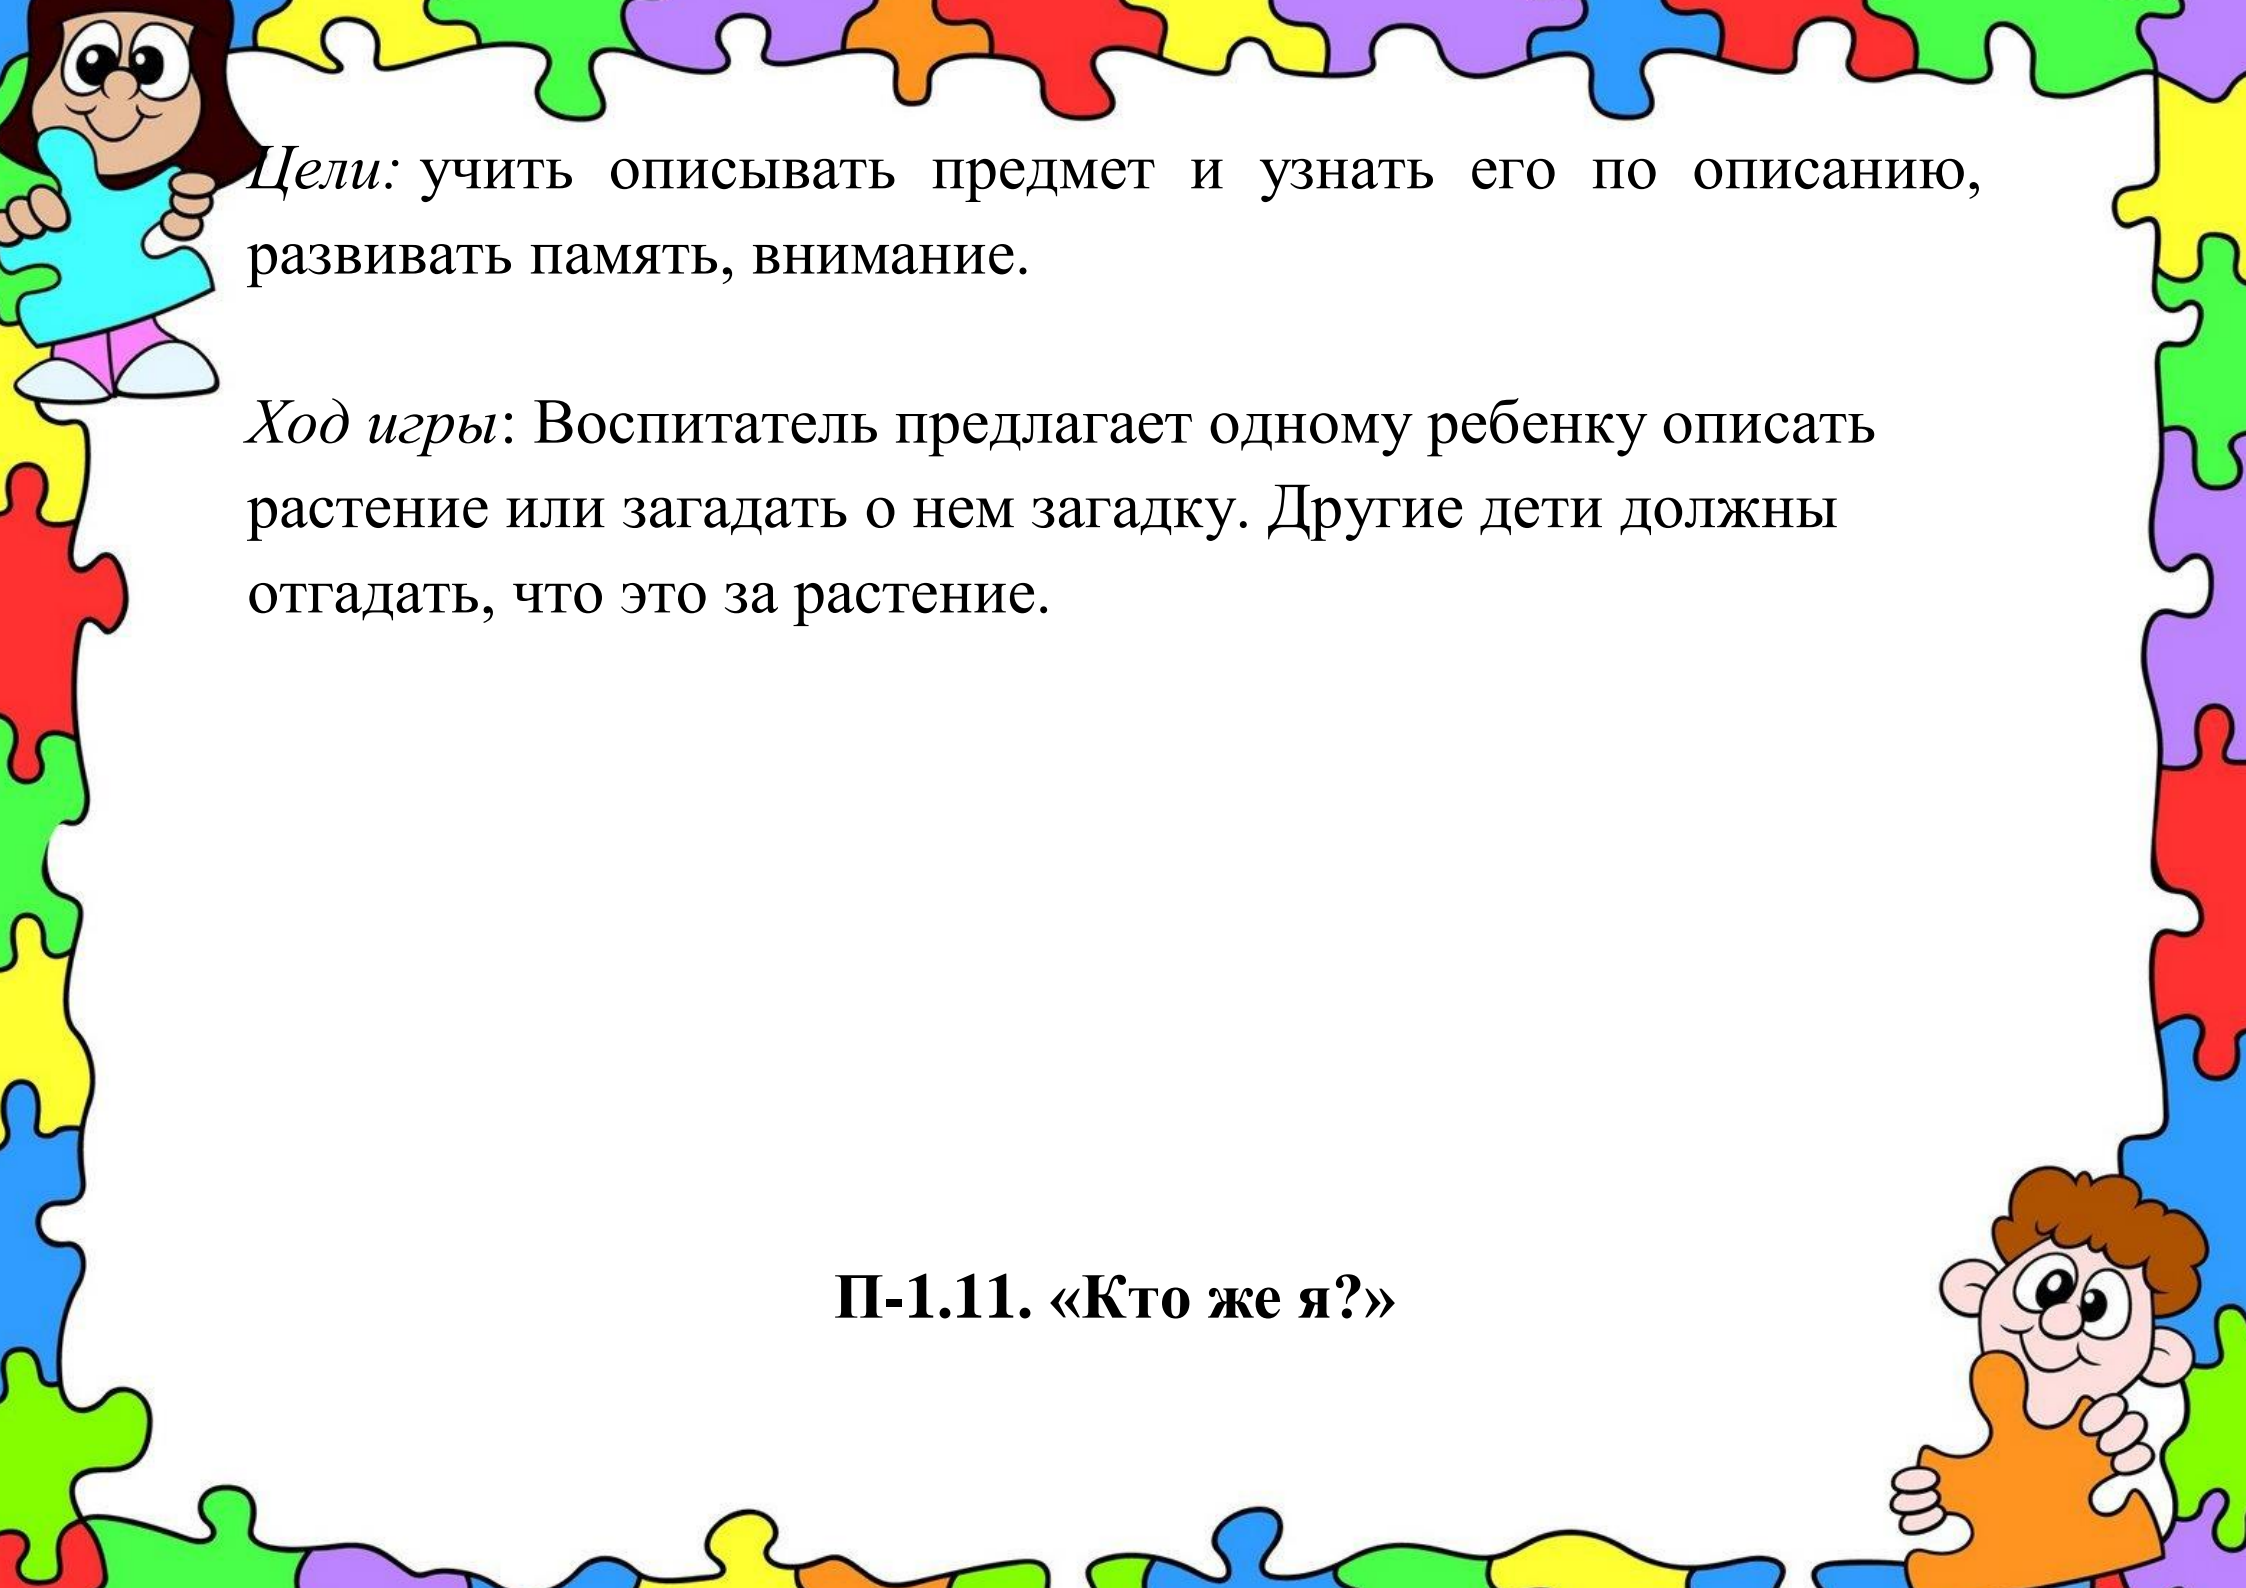 Цели: учить описывать предмет и узнать его по описанию,
развивать память, внимание.
Ход игры: Воспитатель предлагает одному ребенку описать
растение или загадать о нем загадку. Другие дети должны
отгадать, что это за растение.
П-1.11. «Кто же я?»